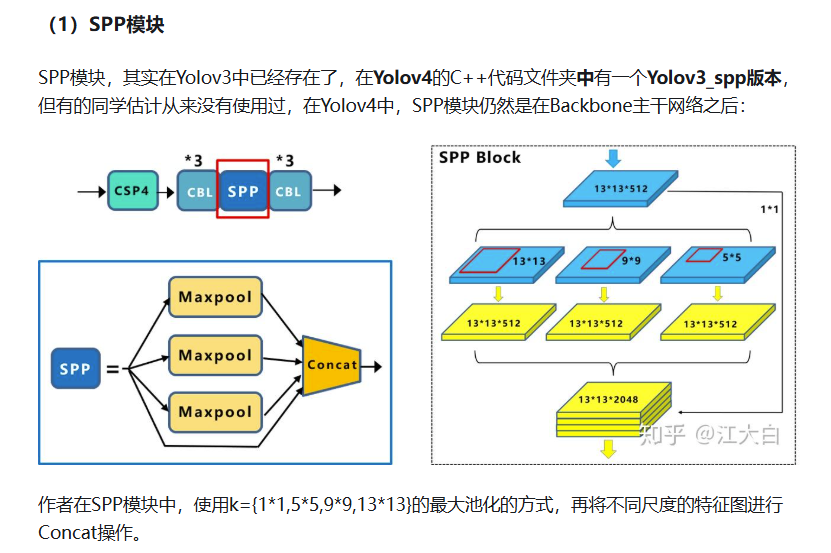 （1）SPP模块
SPP模块，其实在Yolov3中已经存在了，在Yolov4的C++代码文件夹中有一个Yolov3_spp版本，
但有的同学估计从来没有使用过，在Yolov4中，SPP模块仍然是在Backbone主干网络之后：
*3 *3
CSP4 CBL SPP CBL
Maxpool
Maxpool
Maxpool
SPP = Concat
SPP Block
13*13*512
1*1
13*13 9*9 5*5
13*13*512 13*13*512 13*13*512
13*13*2048
知乎 @江大白
作者在SPP模块中，使用k={1*1,5*5,9*9,13*13}的最大池化的方式，再将不同尺度的特征图进行
Concat操作。